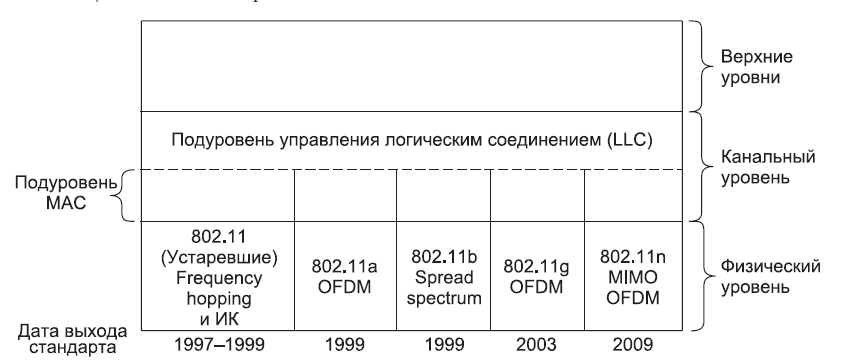 Верхние
уровни
Подуровень управления логическим соединением (LLC)
Канальный
уровень
Подуровень
MAC
802.11
(Устаревшие)
Frequency
hopping
и ИК
802.11a
OFDM
802.11b
Spread
spectrum
802.11g
OFDM
802.11n
MIMO
OFDM
Физический
уровень
Дата выхода
стандарта
1997–1999
1999
1999
2003
2009